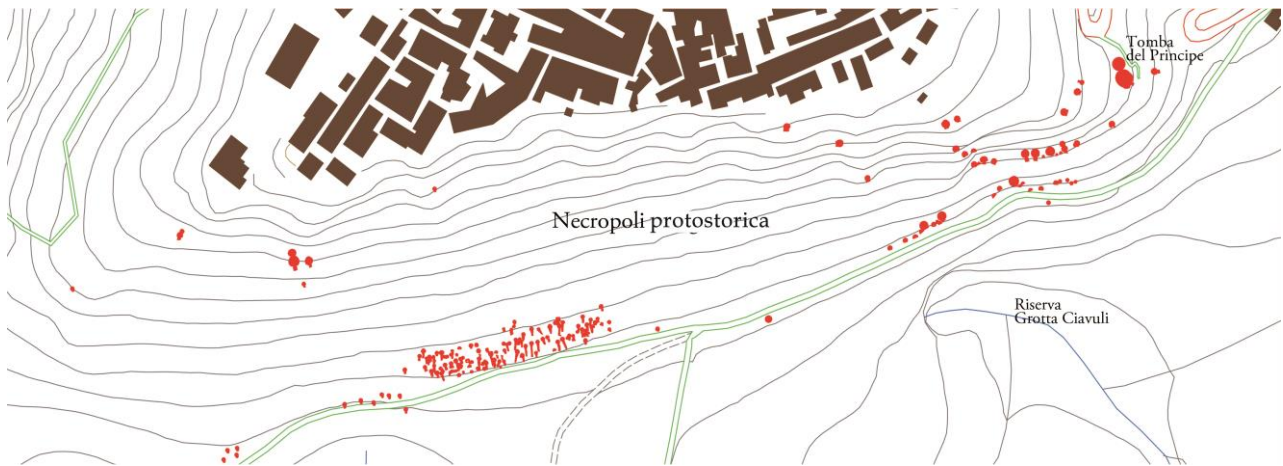 Tomba
del Principe
Necropoli protostorica
Riserva
Grotta Ciavuli